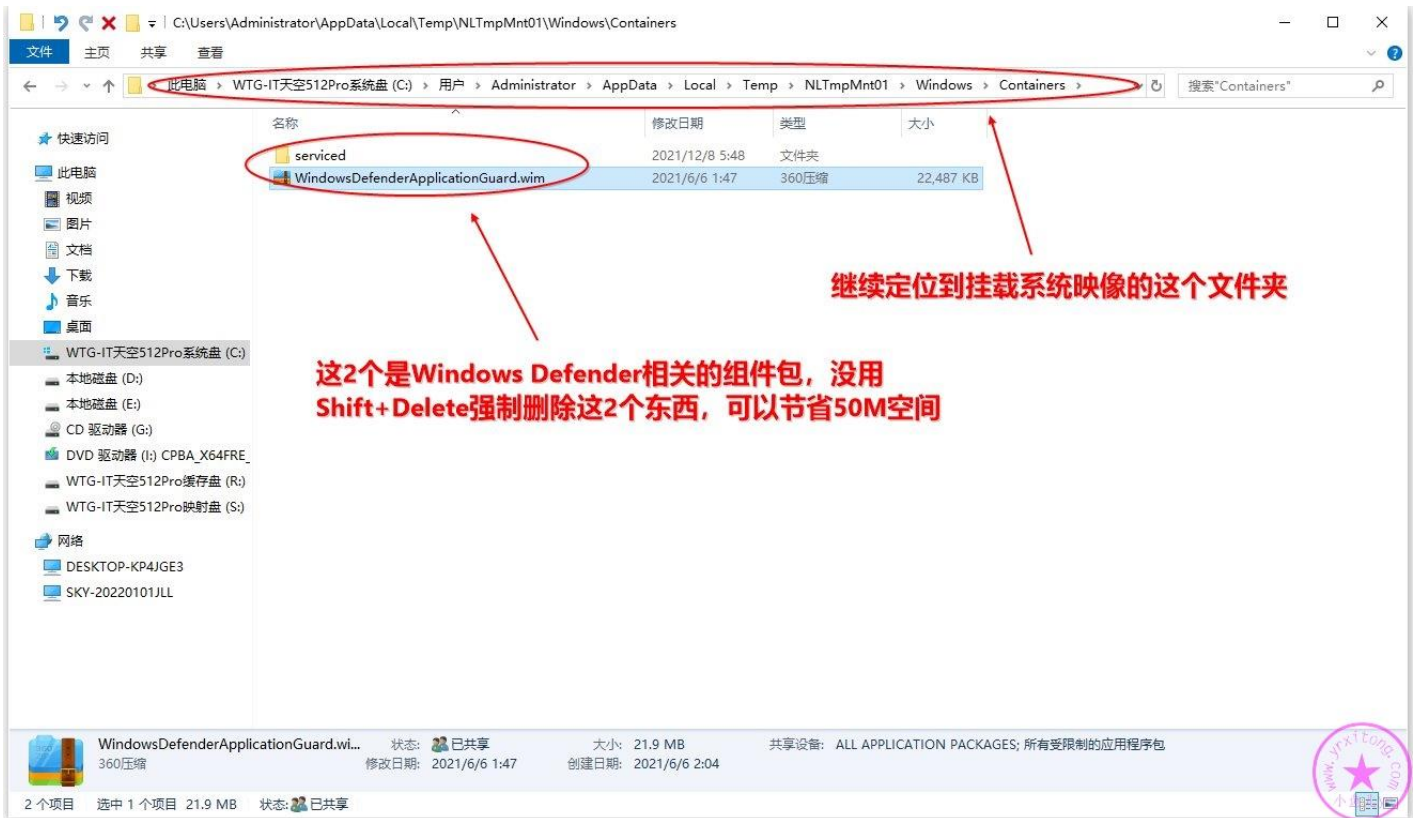 C:\Users\Administrator\AppData\Local\Temp\NLTmpMnt01\Windows\Containers
文件 主页 共享 查看
此电脑 › WTG-IT天空512Pro系统盘 (C:) › 用户 › Administrator › AppData › Local › Temp › NLTmpMnt01 › Windows › Containers ›
搜索"Containers"
名称 修改日期 类型 大小
serviced 2021/12/8 5:48 文件夹
WindowsDefenderApplicationGuard.wim 2021/6/6 1:47 360压缩 22,487 KB
快速访问
此电脑
视频
图片
文档
下载
音乐
桌面
WTG-IT天空512Pro系统盘 (C:)
本地磁盘 (D:)
本地磁盘 (E:)
CD 驱动器 (G:)
DVD 驱动器 (I:) CPBA_X64FRE_
WTG-IT天空512Pro缓存盘 (R:)
WTG-IT天空512Pro映射盘 (S:)
网络
DESKTOP-KP4JGE3
SKY-20220101JLL
继续定位到挂载系统映像的这个文件夹
这2个是Windows Defender相关的组件包，没用
Shift+Delete强制删除这2个东西，可以节省50M空间
WindowsDefenderApplicationGuard.wi... 状态: 已共享 大小: 21.9 MB 共享设备: ALL APPLICATION PACKAGES; 所有受限制的应用程序包
360压缩 修改日期: 2021/6/6 1:47 创建日期: 2021/6/6 2:04
2 个项目 选中 1 个项目 21.9 MB 状态: 已共享
www.yrxitong.com